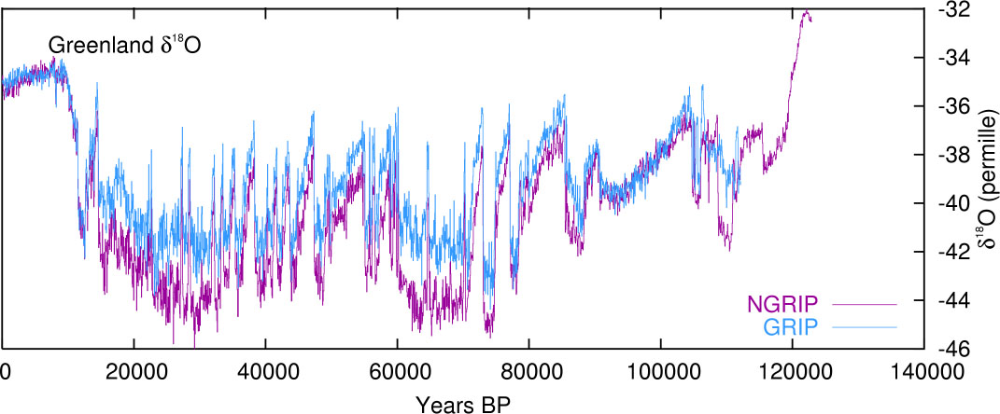 Greenland δ¹⁸O
-32
-34
-36
-38
-40
-42
-44
-46
δ¹⁸O (permille)
NGRIP
GRIP
0 20000 40000 60000 80000 100000 120000 140000
Years BP